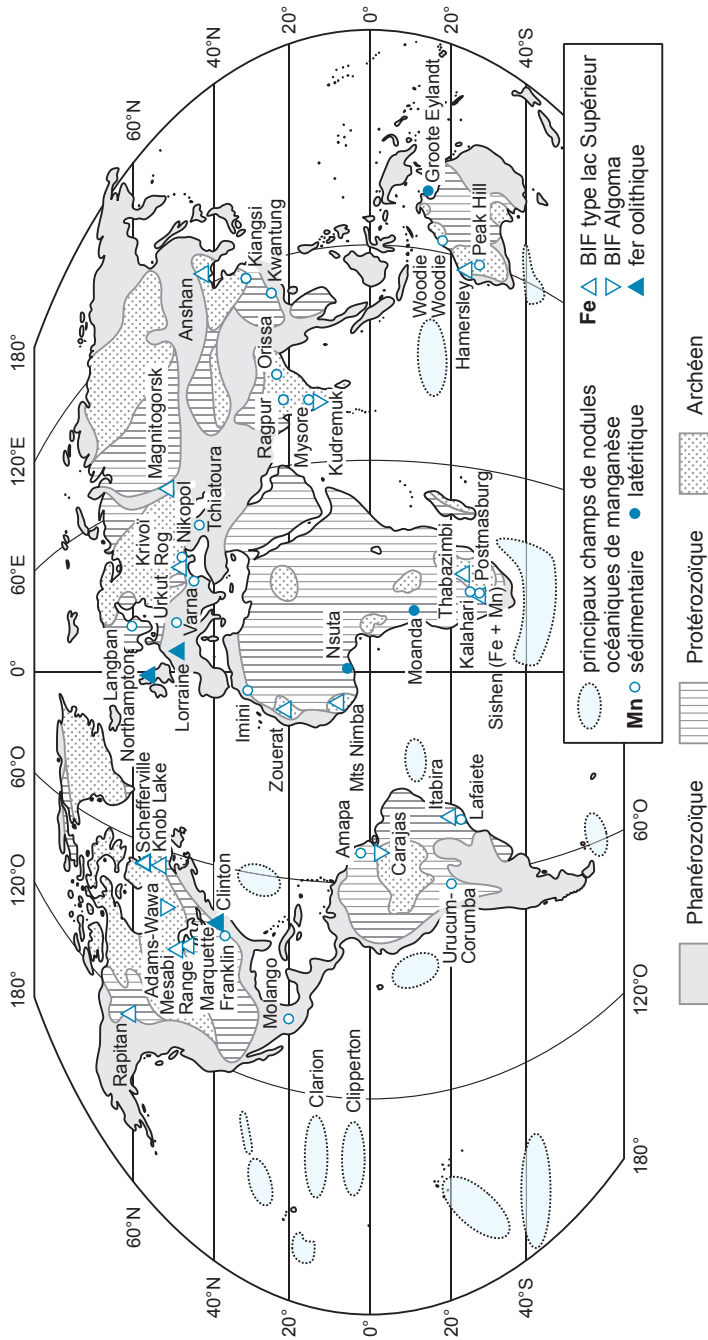 180°
120°O
60°O
0°
60°E
120°E
180°
60°N
60°N
40°N
40°N
20°
20°
0°
0°
20°
20°
40°S
40°S
180°
120°O
60°O
Rapitan
Adams-Wawa
Mesabi
Range
Marquette
Franklin
Schefferville
Knob Lake
Clinton
Molango
Clarion
Clipperton
Amapa
Carajas
Itabira
Lafaiete
Urucum-
Corumba
Langban
Northampton
Lorraine
Urkut
Varna
Krivoï
Rog
Nikopol
Tchiatoura
Magnitogorsk
Imini
Zouerat
Mts Nimba
Nsuta
Moanda
Kalahari
Sishen (Fe + Mn)
Thabazimbi
Postmasburg
Anshan
Kiangsi
Kwantung
Orissa
Ragpur
Mysore
Kudremuk
Woodie
Woodie
Hamersley
Groote Eylandt
Peak Hill
principaux champs de nodules
océaniques de manganèse
Mn sédimentaire latéritique
Fe BIF type lac Supérieur
BIF Algoma
fer oolithique
Phanérozoïque
Protérozoïque
Archéen